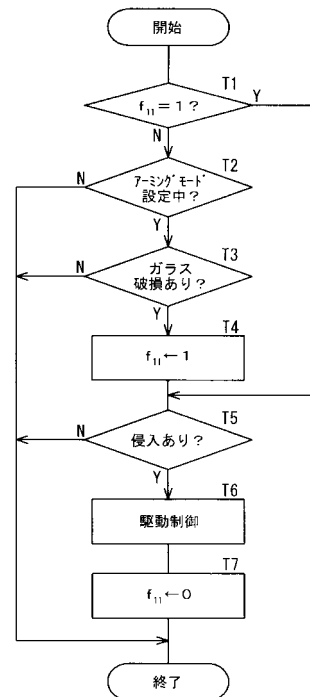 開始
T1
f₁₁＝1？
Y
N
T2
N
ｱｰﾐﾝｸﾞﾓｰﾄﾞ
設定中？
Y
T3
N
ガラス
破損あり？
Y
T4
f₁₁←1
T5
N
侵入あり？
Y
T6
駆動制御
T7
f₁₁←0
終了